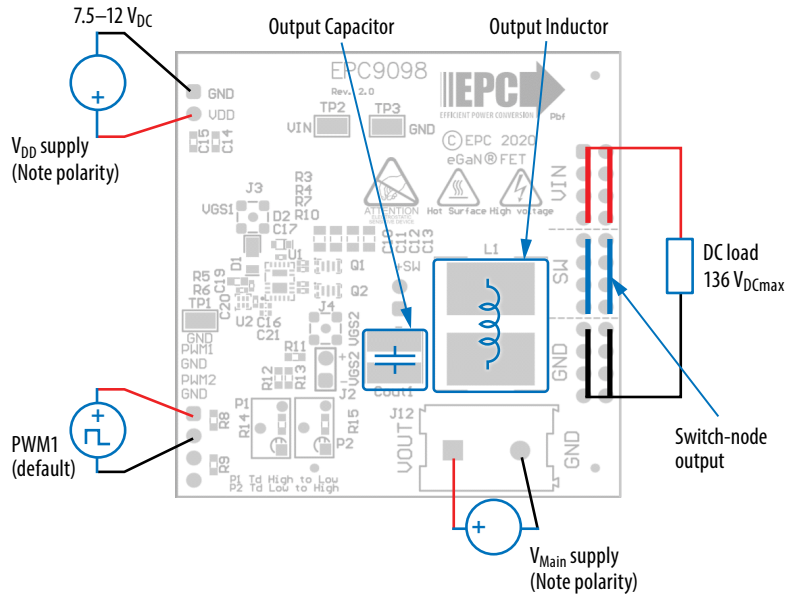 7.5–12 VDC
Output Capacitor
Output Inductor
EPC9098
Rev. 2.0
EPC
EFFICIENT POWER CONVERSION
Pbf
GND
VDD
C15
C14
TP2
TP3
VIN
GND
© EPC 2020
eGaN®FET
VDD supply
(Note polarity)
ATTENTION
ELECTROSTATIC
SENSITIVE DEVICE
Hot Surface
High voltage
J3
VGS1
R3
R4
R7
R10
D2
C17
C10
C11
C12
C13
L1
VIN
SW
GND
DC load
136 VDCmax
D1
U1
Q1
Q2
+SW
R5
R6
C19
C20
TP1
U2
C16
C21
J4
VGS2
VGS2
+
-
J2
GND
PWM1
GND
PWM2
GND
R11
R12
R13
Cout1
P1
R14
R15
P2
R8
R9
PWM1
(default)
J12
VOUT
GND
Switch-node
output
P1 Td High to Low
P2 Td Low to High
VMain supply
(Note polarity)